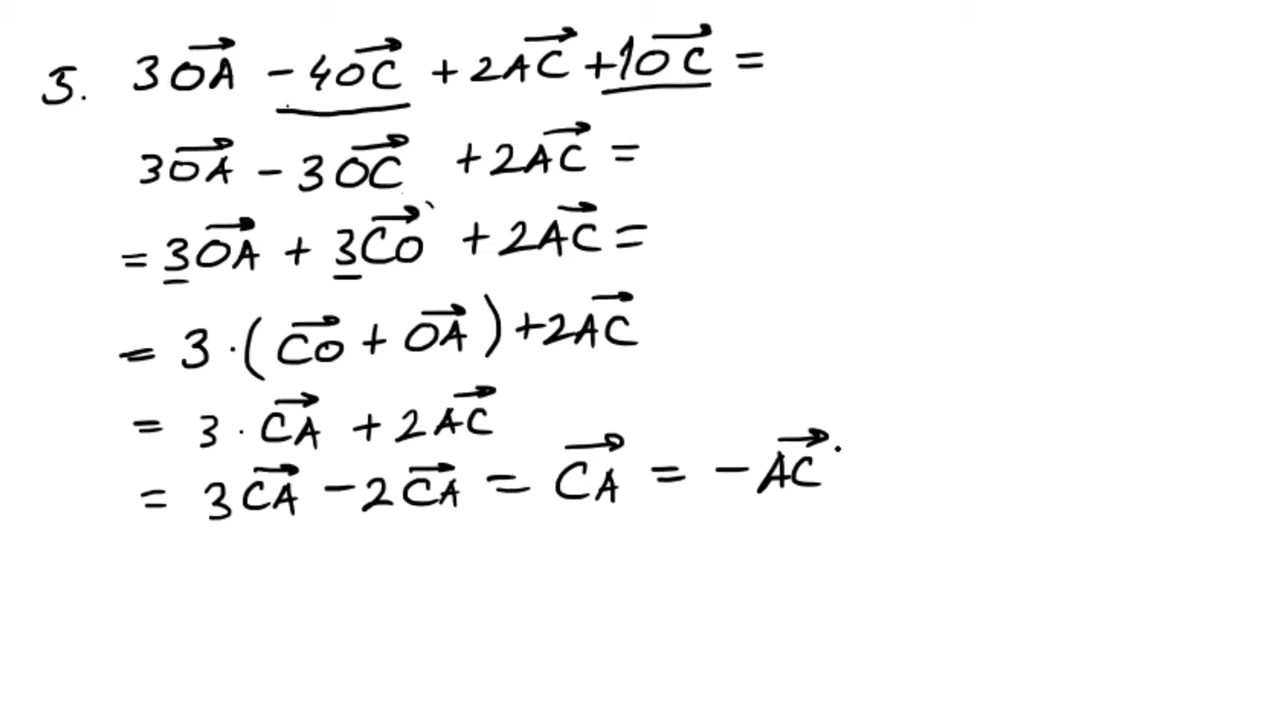 5. 3OA⃗ - 4OC⃗ + 2AC⃗ + 1OC⃗ =
3OA⃗ - 3OC⃗ + 2AC⃗ =
= 3OA⃗ + 3CO⃗ + 2AC⃗ =
= 3 · (CO⃗ + OA⃗) + 2AC⃗
= 3 · CA⃗ + 2AC⃗
= 3CA⃗ - 2CA⃗ = CA⃗ = - AC⃗.